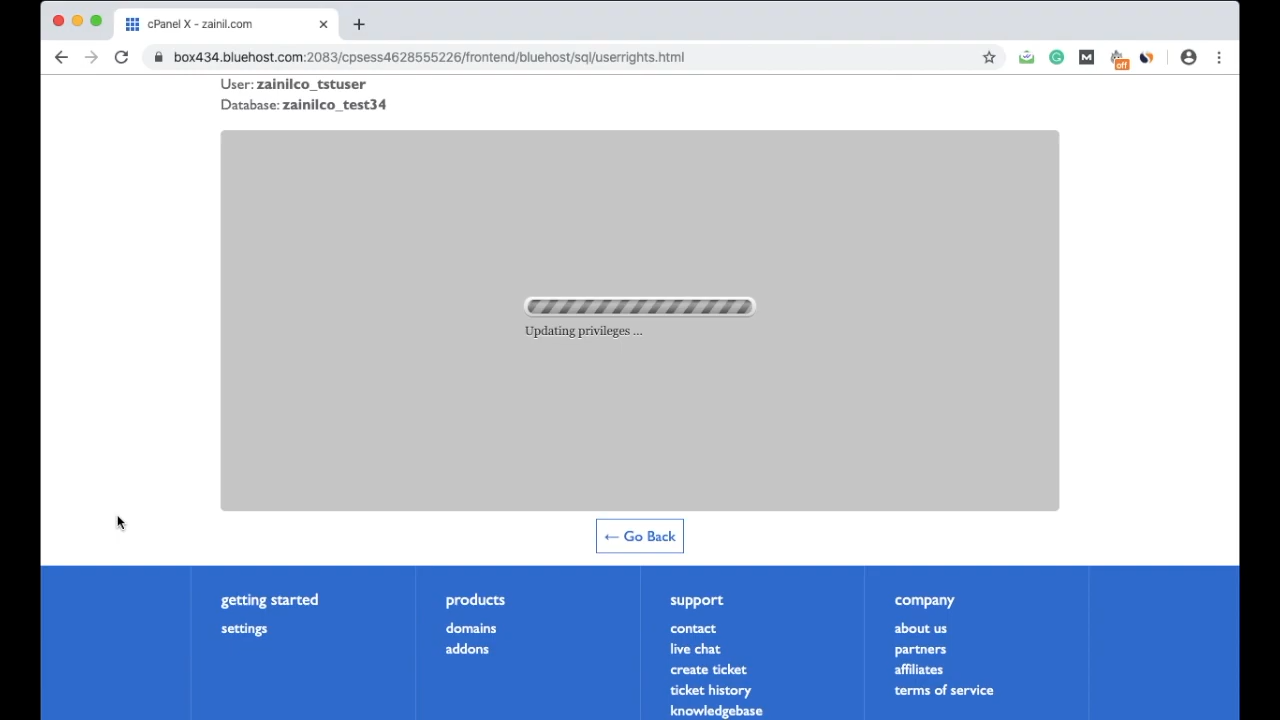 cPanel X - zainil.com
box434.bluehost.com:2083/cpsess4628555226/frontend/bluehost/sql/userrights.html
off
User: zainilco_tstuser
Database: zainilco_test34
Updating privileges ...
← Go Back
getting started
settings
products
domains
addons
support
contact
live chat
create ticket
ticket history
knowledgebase
company
about us
partners
affiliates
terms of service